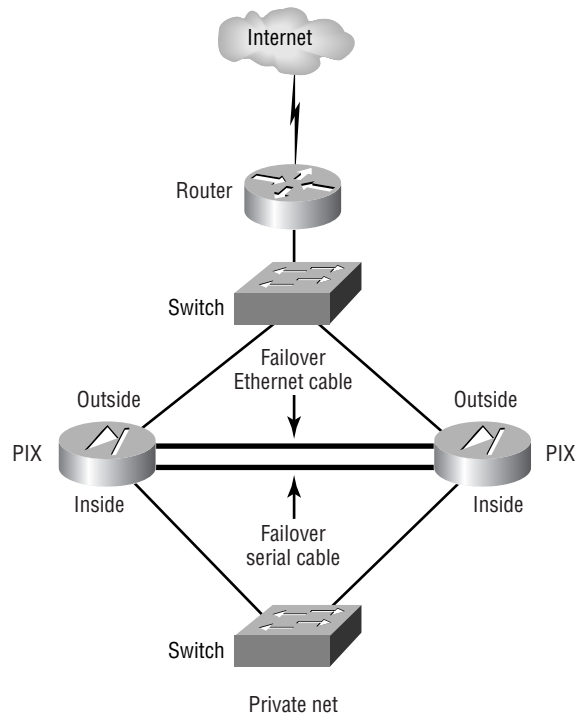 Internet
Router
Switch
Failover
Ethernet cable
Outside
Outside
PIX
PIX
Inside
Inside
Failover
serial cable
Switch
Private net